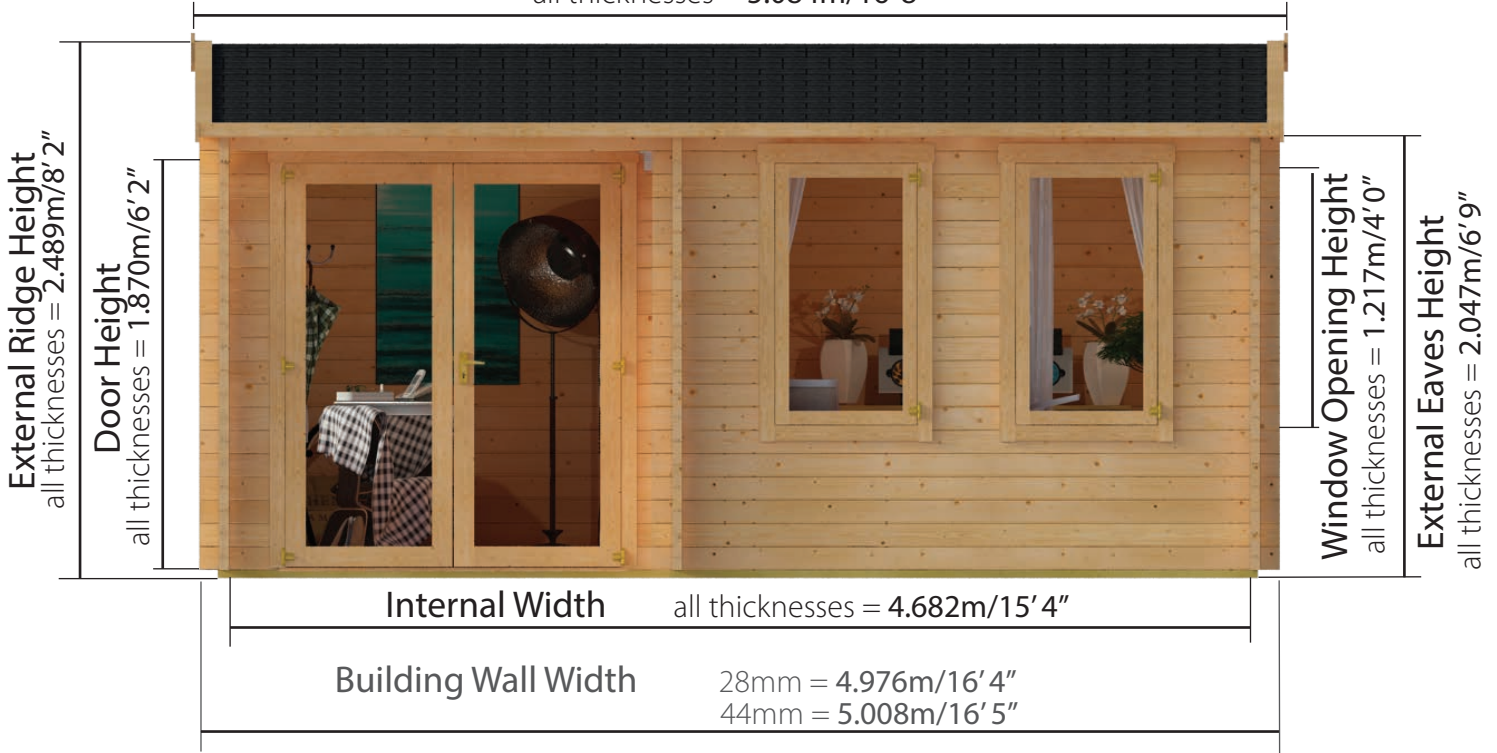 all thicknesses
External Ridge Height
all thicknesses = 2.489m/8’ 2”
Door Height
all thicknesses = 1.870m/6’ 2”
Window Opening Height
all thicknesses = 1.217m/4’ 0”
External Eaves Height
all thicknesses = 2.047m/6’ 9”
Internal Width all thicknesses = 4.682m/15’ 4”
Building Wall Width 28mm = 4.976m/16’ 4”
44mm = 5.008m/16’ 5”